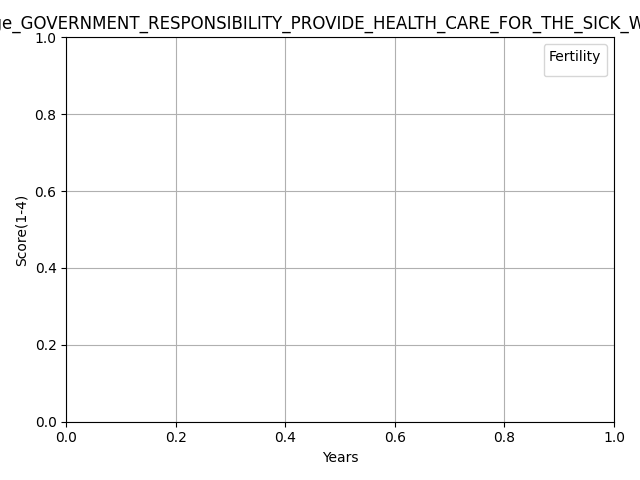 ge_GOVERNMENT_RESPONSIBILITY_PROVIDE_HEALTH_CARE_FOR_THE_SICK_W
Fertility
Score(1-4)
1.0
0.8
0.6
0.4
0.2
0.0
0.0 0.2 0.4 0.6 0.8 1.0
Years